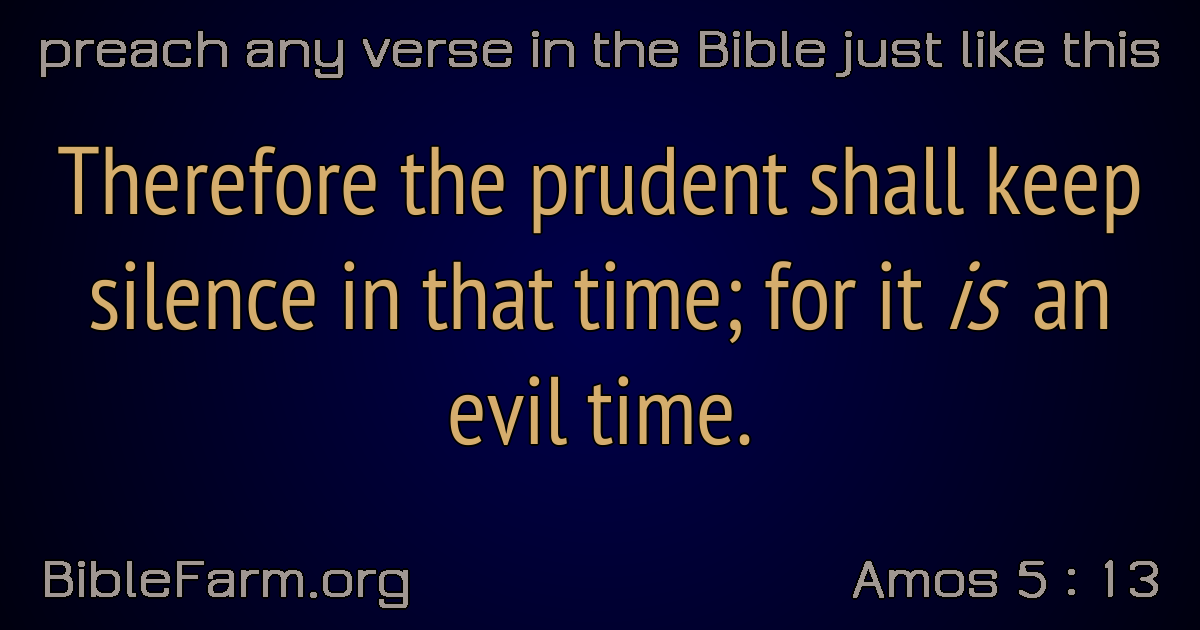 preach any verse in the Bible just like this
Therefore the prudent shall keep
silence in that time; for it is an
evil time.
BibleFarm.org
Amos 5 : 13